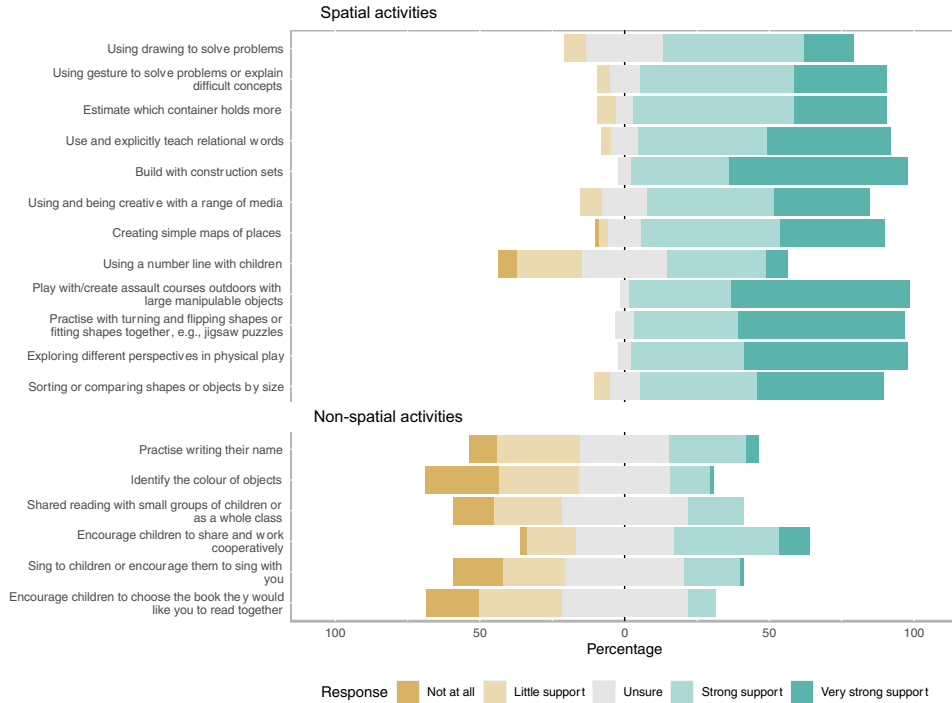 Spatial activities
Using drawing to solve problems
Using gesture to solve problems or explain
difficult concepts
Estimate which container holds more
Use and explicitly teach relational words
Build with construction sets
Using and being creative with a range of media
Creating simple maps of places
Using a number line with children
Play with/create assault courses outdoors with
large manipulable objects
Practise with turning and flipping shapes or
fitting shapes together, e.g., jigsaw puzzles
Exploring different perspectives in physical play
Sorting or comparing shapes or objects by size
Non-spatial activities
Practise writing their name
Identify the colour of objects
Shared reading with small groups of children or
as a whole class
Encourage children to share and work
cooperatively
Sing to children or encourage them to sing with
you
Encourage children to choose the book they would
like you to read together
100 50 0 50 100
Percentage
Response Not at all Little support Unsure Strong support Very strong support